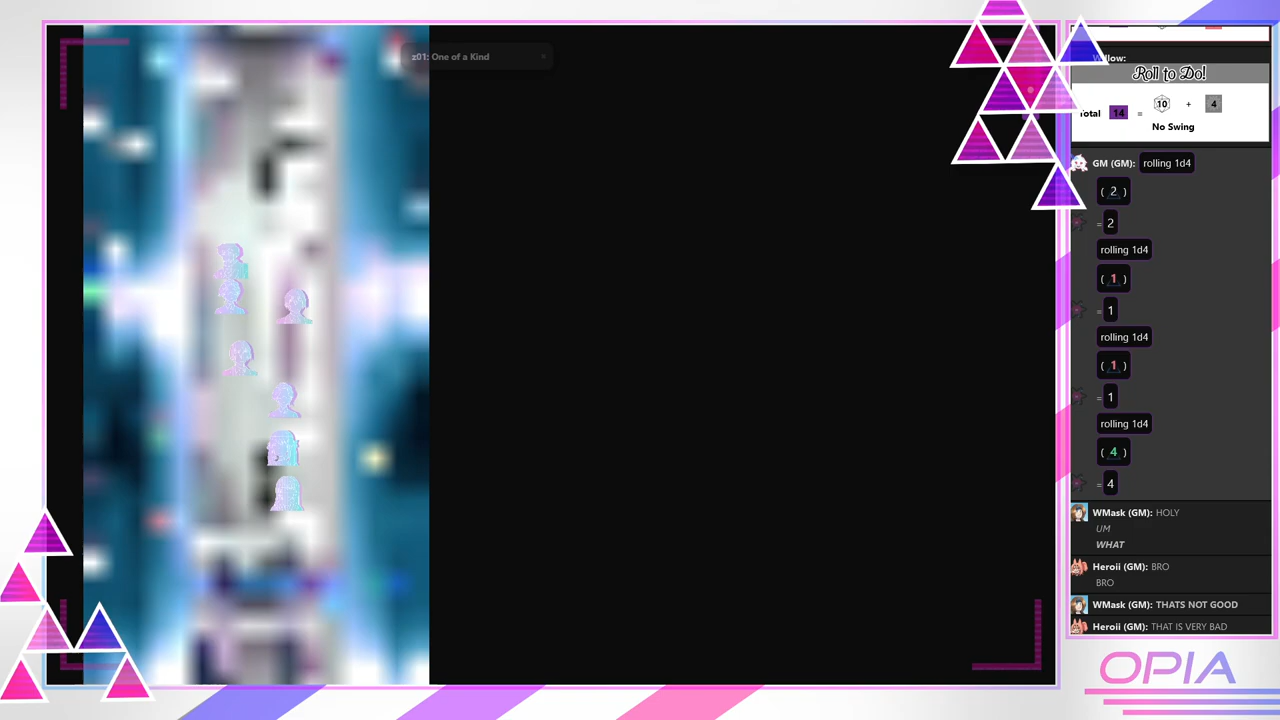 z01: One of a Kind ×
Willow:
Roll to Do!
Total 14 = 10 + 4
No Swing
GM (GM): rolling 1d4
( 2 )
= 2
rolling 1d4
( 1 )
= 1
rolling 1d4
( 1 )
= 1
rolling 1d4
( 4 )
= 4
WMask (GM): HOLY
UM
WHAT
Heroii (GM): BRO
BRO
WMask (GM): THATS NOT GOOD
Heroii (GM): THAT IS VERY BAD
OPIA